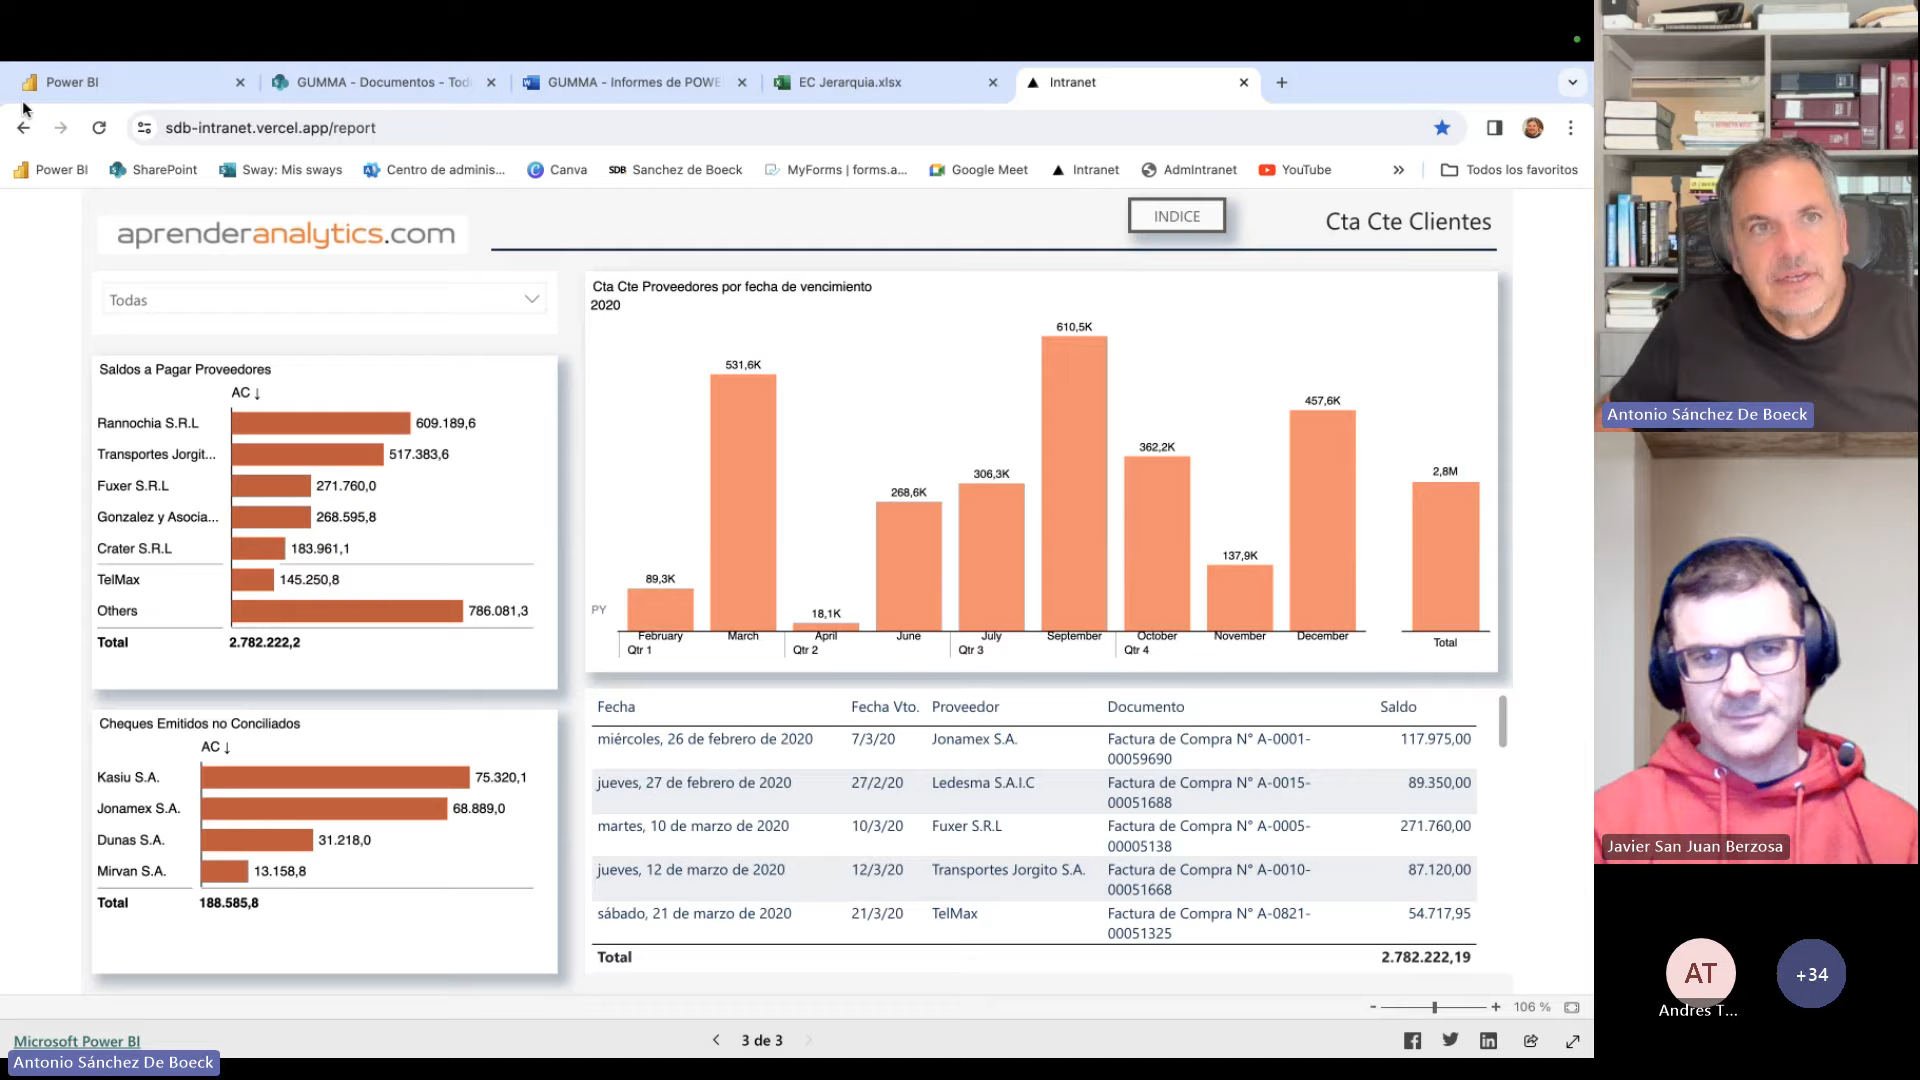 Power BI
GUMMA - Documentos - Tod
GUMMA - Informes de POWE
EC Jerarquia.xlsx
Intranet
sdb-intranet.vercel.app/report
Power BI
SharePoint
Sway: Mis sways
Centro de adminis...
Canva
SDB Sanchez de Boeck
MyForms | forms.a...
Google Meet
Intranet
AdmIntranet
YouTube
Todos los favoritos
aprenderanalytics.com
INDICE
Cta Cte Clientes
Todas
Saldos a Pagar Proveedores
AC ↓
Rannochia S.R.L 609.189,6
Transportes Jorgit... 517.383,6
Fuxer S.R.L 271.760,0
Gonzalez y Asocia... 268.595,8
Crater S.R.L 183.961,1
TelMax 145.250,8
Others 786.081,3
Total 2.782.222,2
Cheques Emitidos no Conciliados
AC ↓
Kasiu S.A. 75.320,1
Jonamex S.A. 68.889,0
Dunas S.A. 31.218,0
Mirvan S.A. 13.158,8
Total 188.585,8
Cta Cte Proveedores por fecha de vencimiento
2020
89,3K 531,6K 18,1K 268,6K 306,3K 610,5K 362,2K 137,9K 457,6K 2,8M
PY
February March April June July September October November December Total
Qtr 1 Qtr 2 Qtr 3 Qtr 4
Fecha Fecha Vto. Proveedor Documento Saldo
miércoles, 26 de febrero de 2020 7/3/20 Jonamex S.A. Factura de Compra N° A-0001- 117.975,00
00059690
jueves, 27 de febrero de 2020 27/2/20 Ledesma S.A.I.C Factura de Compra N° A-0015- 89.350,00
00051688
martes, 10 de marzo de 2020 10/3/20 Fuxer S.R.L Factura de Compra N° A-0005- 271.760,00
00005138
jueves, 12 de marzo de 2020 12/3/20 Transportes Jorgito S.A. Factura de Compra N° A-0010- 87.120,00
00051668
sábado, 21 de marzo de 2020 21/3/20 TelMax Factura de Compra N° A-0821- 54.717,95
00051325
Total 2.782.222,19
- + 106 %
Microsoft Power BI
3 de 3
Antonio Sánchez De Boeck
Antonio Sánchez De Boeck
Javier San Juan Berzosa
AT
+34
Andres T...